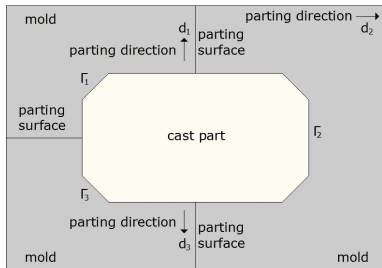 mold
parting direction
d₁
parting
surface
parting direction
d₂
Γ₁
parting
surface
cast part
Γ₂
Γ₃
parting direction
d₃
parting
surface
mold
mold